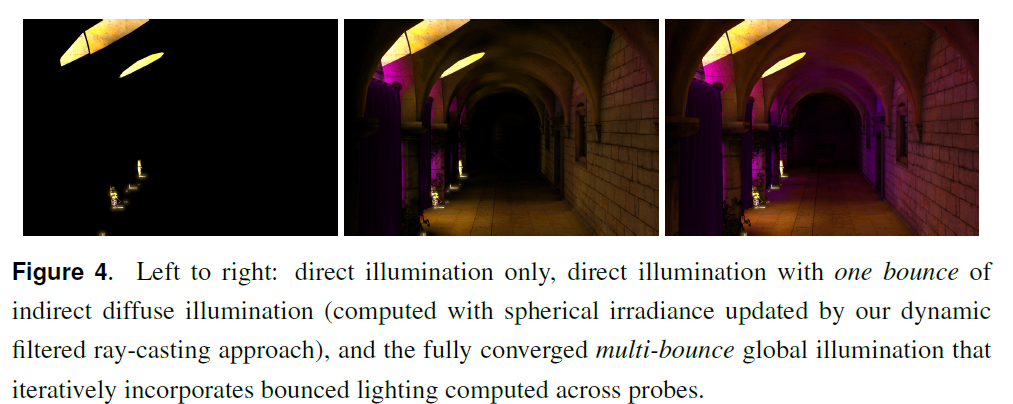 Figure 4. Left to right: direct illumination only, direct illumination with one bounce of
indirect diffuse illumination (computed with spherical irradiance updated by our dynamic
filtered ray-casting approach), and the fully converged multi-bounce global illumination that
iteratively incorporates bounced lighting computed across probes.